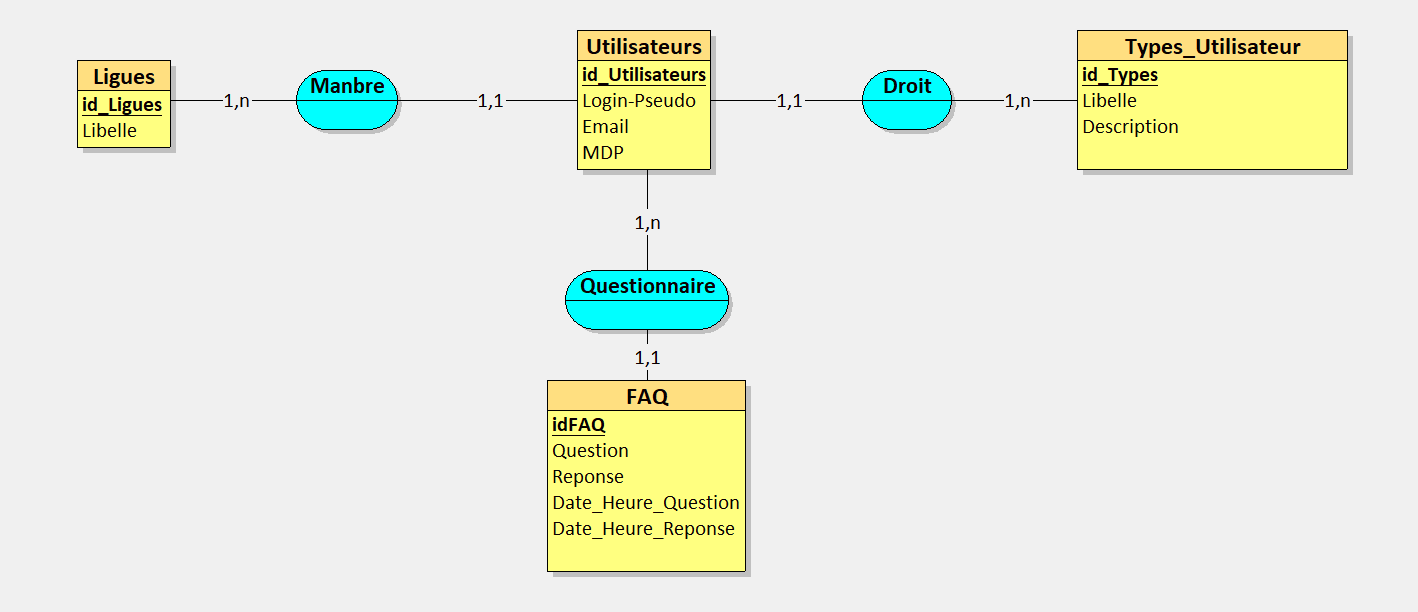 Ligues
id_Ligues
Libelle
1,n
Manbre
1,1
Utilisateurs
id_Utilisateurs
Login-Pseudo
Email
MDP
1,1
Droit
1,n
Types_Utilisateur
id_Types
Libelle
Description
1,n
Questionnaire
1,1
FAQ
idFAQ
Question
Reponse
Date_Heure_Question
Date_Heure_Reponse